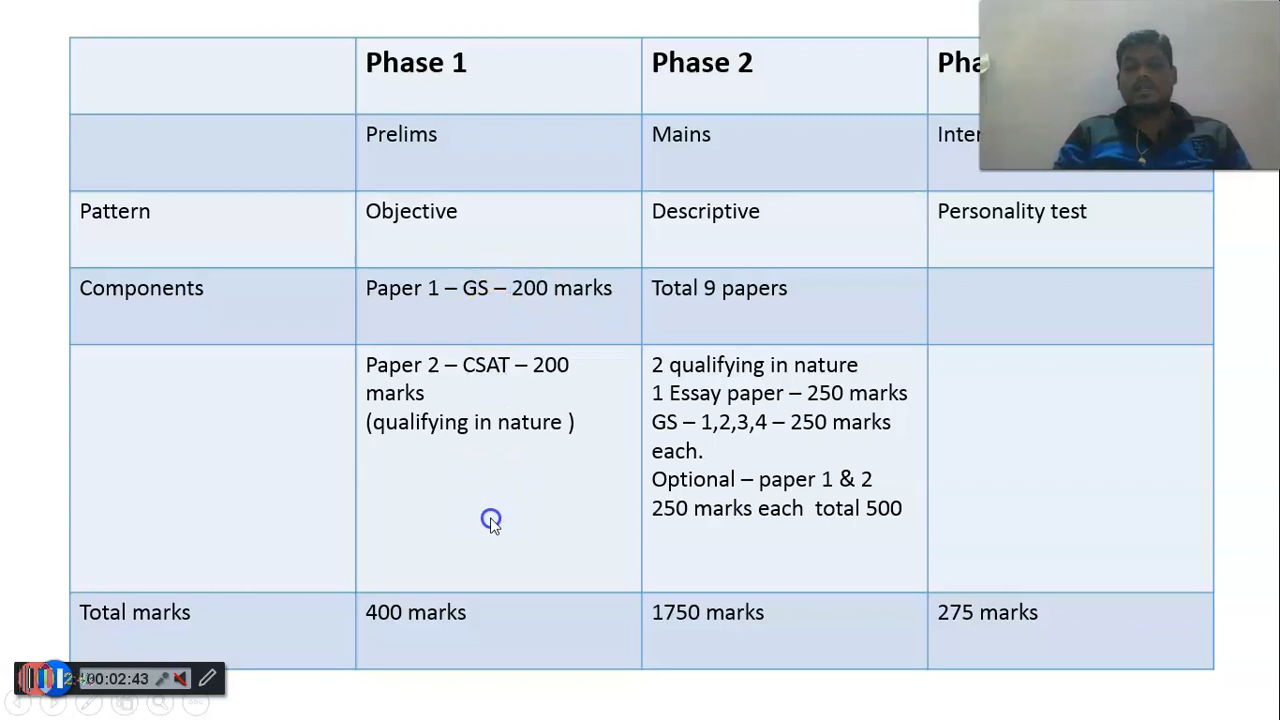 Phase 1
Phase 2
Prelims
Mains
Pattern
Objective
Descriptive
Personality test
Components
Paper 1 – GS – 200 marks
Total 9 papers
Paper 2 – CSAT – 200
marks
(qualifying in nature )
2 qualifying in nature
1 Essay paper – 250 marks
GS – 1,2,3,4 – 250 marks
each.
Optional – paper 1 & 2
250 marks each  total 500
Total marks
400 marks
1750 marks
275 marks
00:02:43